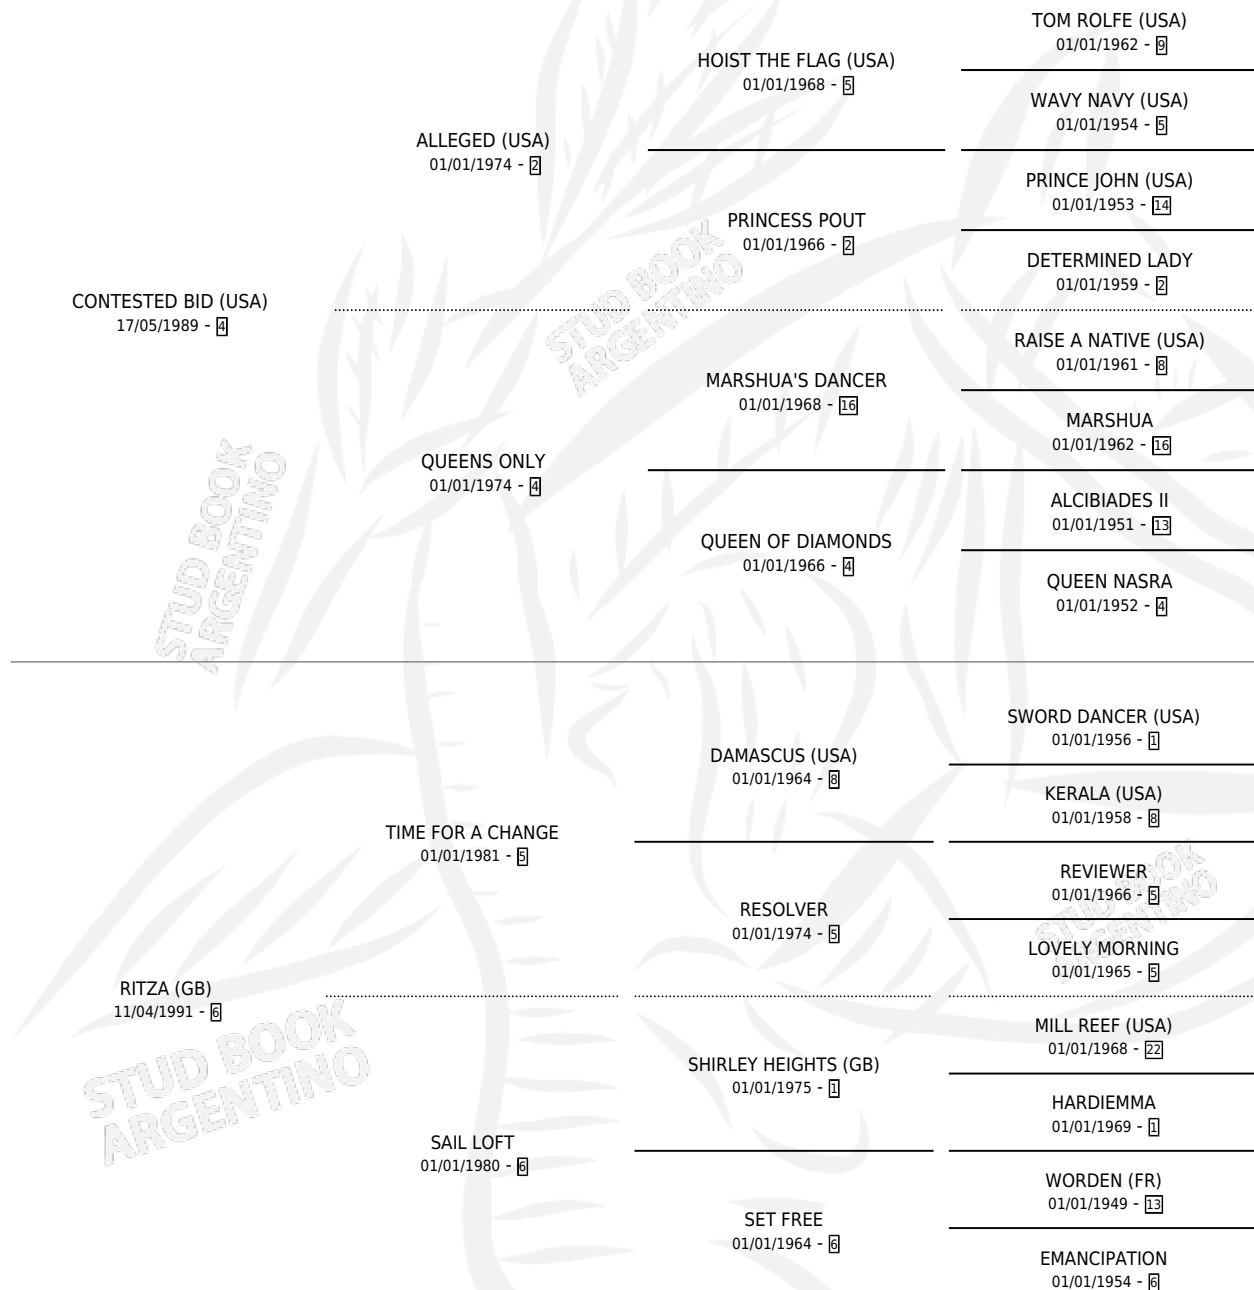 TOM ROLFE (USA)
01/01/1962 - 9
HOIST THE FLAG (USA)
01/01/1968 - 5
WAVY NAVY (USA)
01/01/1954 - 5
ALLEGED (USA)
01/01/1974 - 2
PRINCE JOHN (USA)
01/01/1953 - 14
PRINCESS POUT
01/01/1966 - 2
DETERMINED LADY
01/01/1959 - 2
CONTESTED BID (USA)
17/05/1989 - 4
RAISE A NATIVE (USA)
01/01/1961 - 8
MARSHUA'S DANCER
01/01/1968 - 16
MARSHUA
01/01/1962 - 16
QUEENS ONLY
01/01/1974 - 4
ALCIBIADES II
01/01/1951 - 13
QUEEN OF DIAMONDS
01/01/1966 - 4
QUEEN NASRA
01/01/1952 - 4
SWORD DANCER (USA)
01/01/1956 - 1
DAMASCUS (USA)
01/01/1964 - 8
KERALA (USA)
01/01/1958 - 8
TIME FOR A CHANGE
01/01/1981 - 5
REVIEWER
01/01/1966 - 5
RESOLVER
01/01/1974 - 5
LOVELY MORNING
01/01/1965 - 5
RITZA (GB)
11/04/1991 - 6
MILL REEF (USA)
01/01/1968 - 22
SHIRLEY HEIGHTS (GB)
01/01/1975 - 1
HARDIEMMA
01/01/1969 - 1
SAIL LOFT
01/01/1980 - 6
WORDEN (FR)
01/01/1949 - 13
SET FREE
01/01/1964 - 6
EMANCIPATION
01/01/1954 - 6
STUD BOOK
ARGENTINO
STUD BOOK
ARGENTINO
STUD BOOK
ARGENTINO
STUD BOOK
ARGENTINO